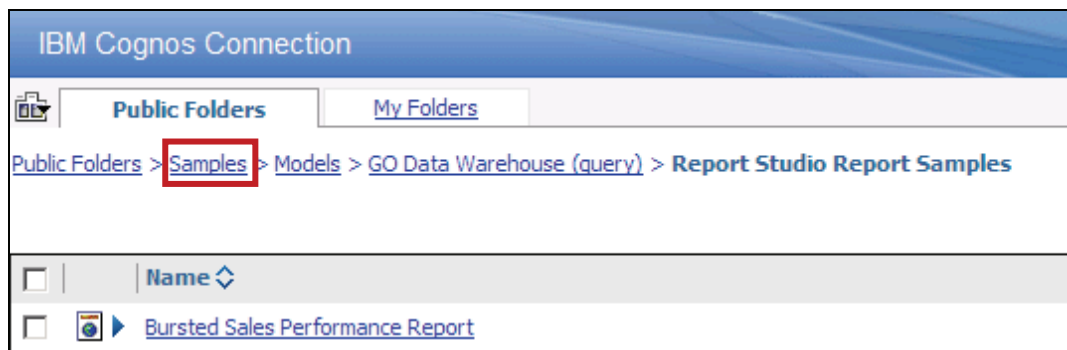 IBM Cognos Connection
Public Folders My Folders
Public Folders > Samples > Models > GO Data Warehouse (query) > Report Studio Report Samples
Name
Bursted Sales Performance Report